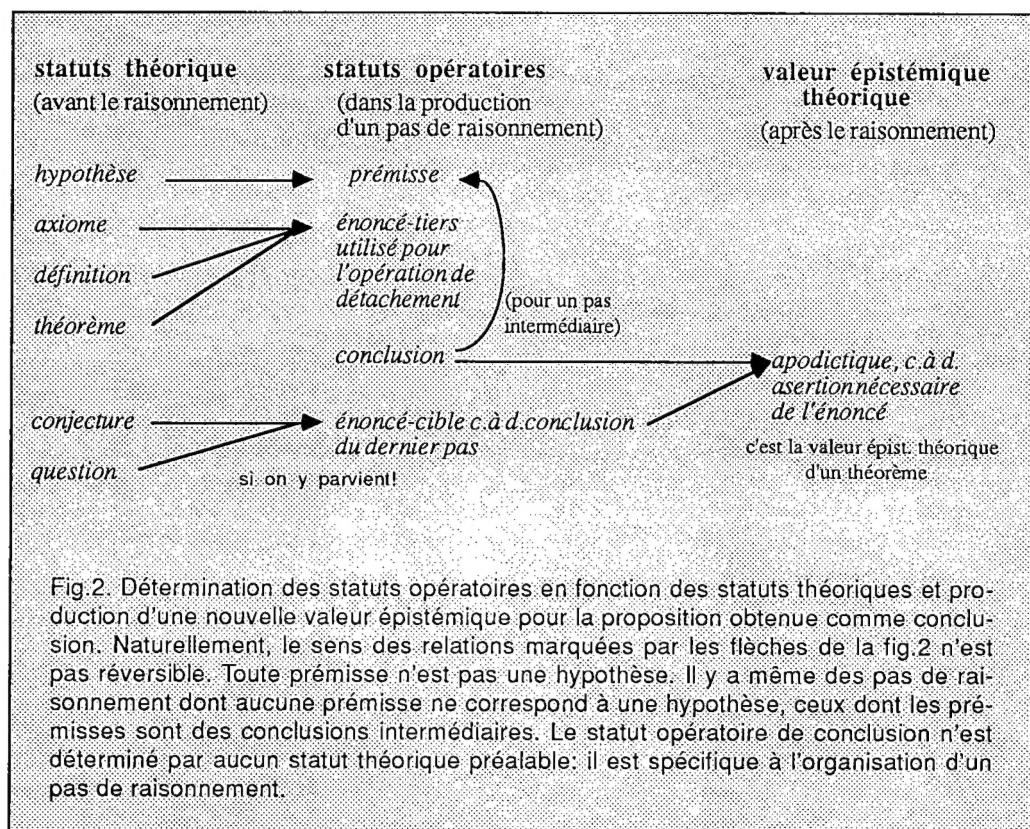 statuts théorique
(avant le raisonnement)
statuts opératoires
(dans la production
d'un pas de raisonnement)
valeur épistémique
théorique
(après le raisonnement)
hypothèse
prémisse
axiome
définition
théorème
énoncé-tiers
utilisé pour
l'opération de
détachement
(pour un pas
intermédiaire)
conclusion
apodictique, c.à d.
asertion nécessaire
de l'énoncé
conjecture
question
énoncé-cible c.à d.conclusion
du dernier pas
si on y parvient!
c'est la valeur épist. théorique
d'un théorème
Fig.2. Détermination des statuts opératoires en fonction des statuts théoriques et pro-
duction d'une nouvelle valeur épistémique pour la proposition obtenue comme conclu-
sion. Naturellement, le sens des relations marquées par les flèches de la fig.2 n'est
pas réversible. Toute prémisse n'est pas une hypothèse. Il y a même des pas de rai-
sonnement dont aucune prémisse ne correspond à une hypothèse, ceux dont les pré-
misses sont des conclusions intermédiaires. Le statut opératoire de conclusion n'est
déterminé par aucun statut théorique préalable: il est spécifique à l'organisation d'un
pas de raisonnement.